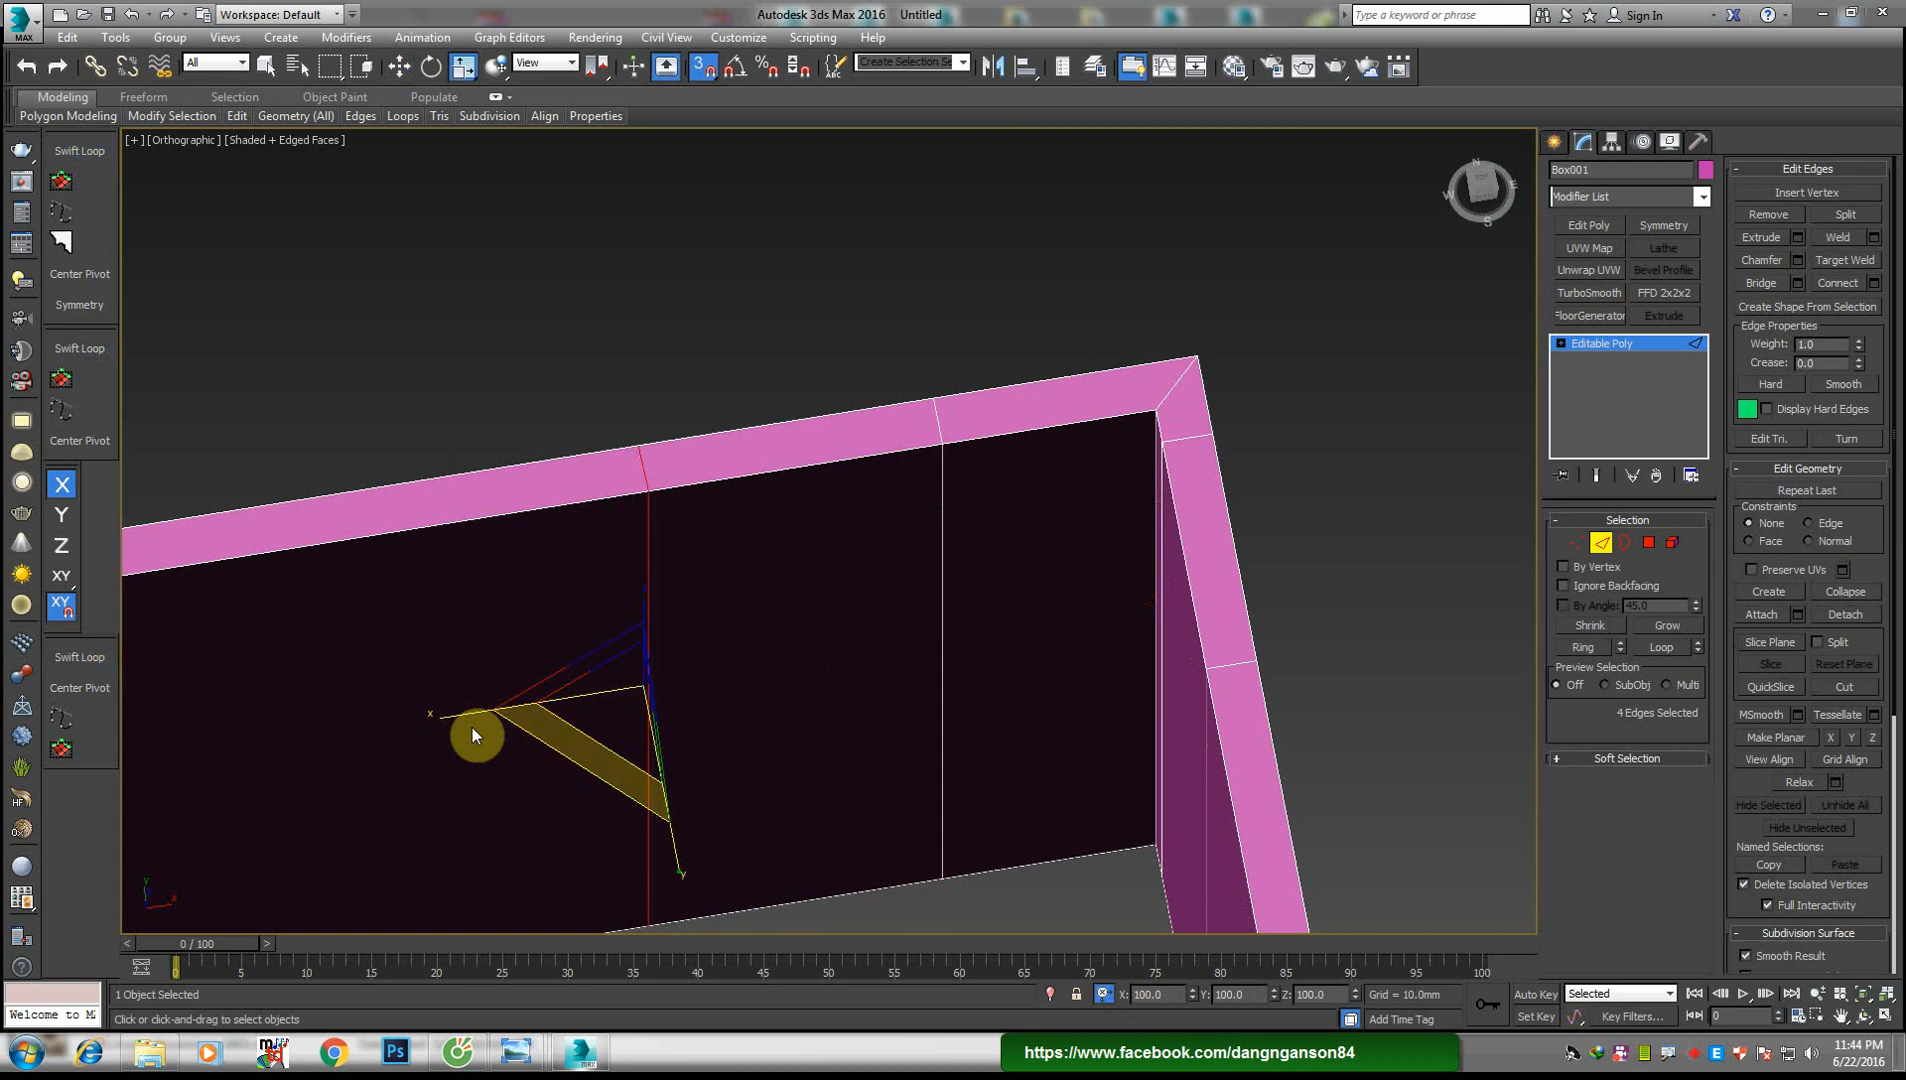 Workspace: Default
Autodesk 3ds Max 2016 Untitled
Type a keyword or phrase
Sign In
MAX
Edit Tools Group Views Create Modifiers Animation Graph Editors Rendering Civil View Customize Scripting Help
All
View
Create Selection Se
Modeling Freeform Selection Object Paint Populate
Polygon Modeling Modify Selection Edit Geometry (All) Edges Loops Tris Subdivision Align Properties
[+] [Orthographic ] [Shaded + Edged Faces ]
Swift Loop
Center Pivot
Symmetry
Swift Loop
Center Pivot
X
Y
Z
XY
XY
Swift Loop
Center Pivot
TOP
N
E
S
W
x
y
Box001
Modifier List
Edit Poly Symmetry
UVW Map Lathe
Unwrap UVW Bevel Profile
TurboSmooth FFD 2x2x2
FloorGenerator Extrude
Editable Poly
Selection
By Vertex
Ignore Backfacing
By Angle: 45.0
Shrink Grow
Ring Loop
Preview Selection
Off SubObj Multi
4 Edges Selected
Soft Selection
Edit Edges
Insert Vertex
Remove Split
Extrude Weld
Chamfer Target Weld
Bridge Connect
Create Shape From Selection
Edge Properties
Weight: 1.0
Crease: 0.0
Hard Smooth
Display Hard Edges
Edit Tri. Turn
Edit Geometry
Repeat Last
Constraints
None Edge
Face Normal
Preserve UVs
Create Collapse
Attach Detach
Slice Plane Split
Slice Reset Plane
QuickSlice Cut
MSmooth Tessellate
Make Planar X Y Z
View Align Grid Align
Relax
Hide Selected Unhide All
Hide Unselected
Named Selections:
Copy Paste
Delete Isolated Vertices
Full Interactivity
Subdivision Surface
Smooth Result
0 / 100
0 5 10 15 20 25 30 35 40 45 50 55 60 65 70 75 80 85 90 95 100
1 Object Selected
X: 100.0 Y: 100.0 Z: 100.0
Grid = 10.0mm
Auto Key Selected
Welcome to M
Click or click-and-drag to select objects
Add Time Tag
Set Key Key Filters... 0
https://www.facebook.com/dangnganson84
11:44 PM
6/22/2016